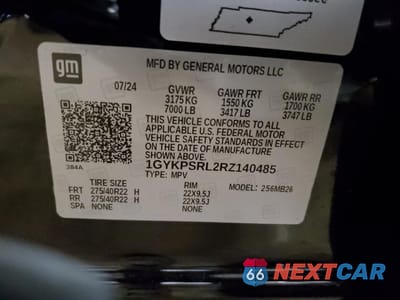 gm
MFD BY GENERAL MOTORS LLC
07/24
GVWR GAWR FRT GAWR RR
3175 KG 1550 KG 1700 KG
7000 LB 3417 LB 3747 LB
THIS VEHICLE CONFORMS TO ALL
APPLICABLE U.S. FEDERAL MOTOR
VEHICLE SAFETY STANDARDS IN EFFECT
ON THE DATE OF MANUFACTURE
SHOWN ABOVE.
1GYKPSRL2RZ140485
TYPE: MPV
384A
TIRE SIZE RIM MODEL: 256MB26
FRT 275/40R22 H 22X9.5J
RR 275/40R22 H 22X9.5J
SPA NONE NONE
66 NEXTCAR